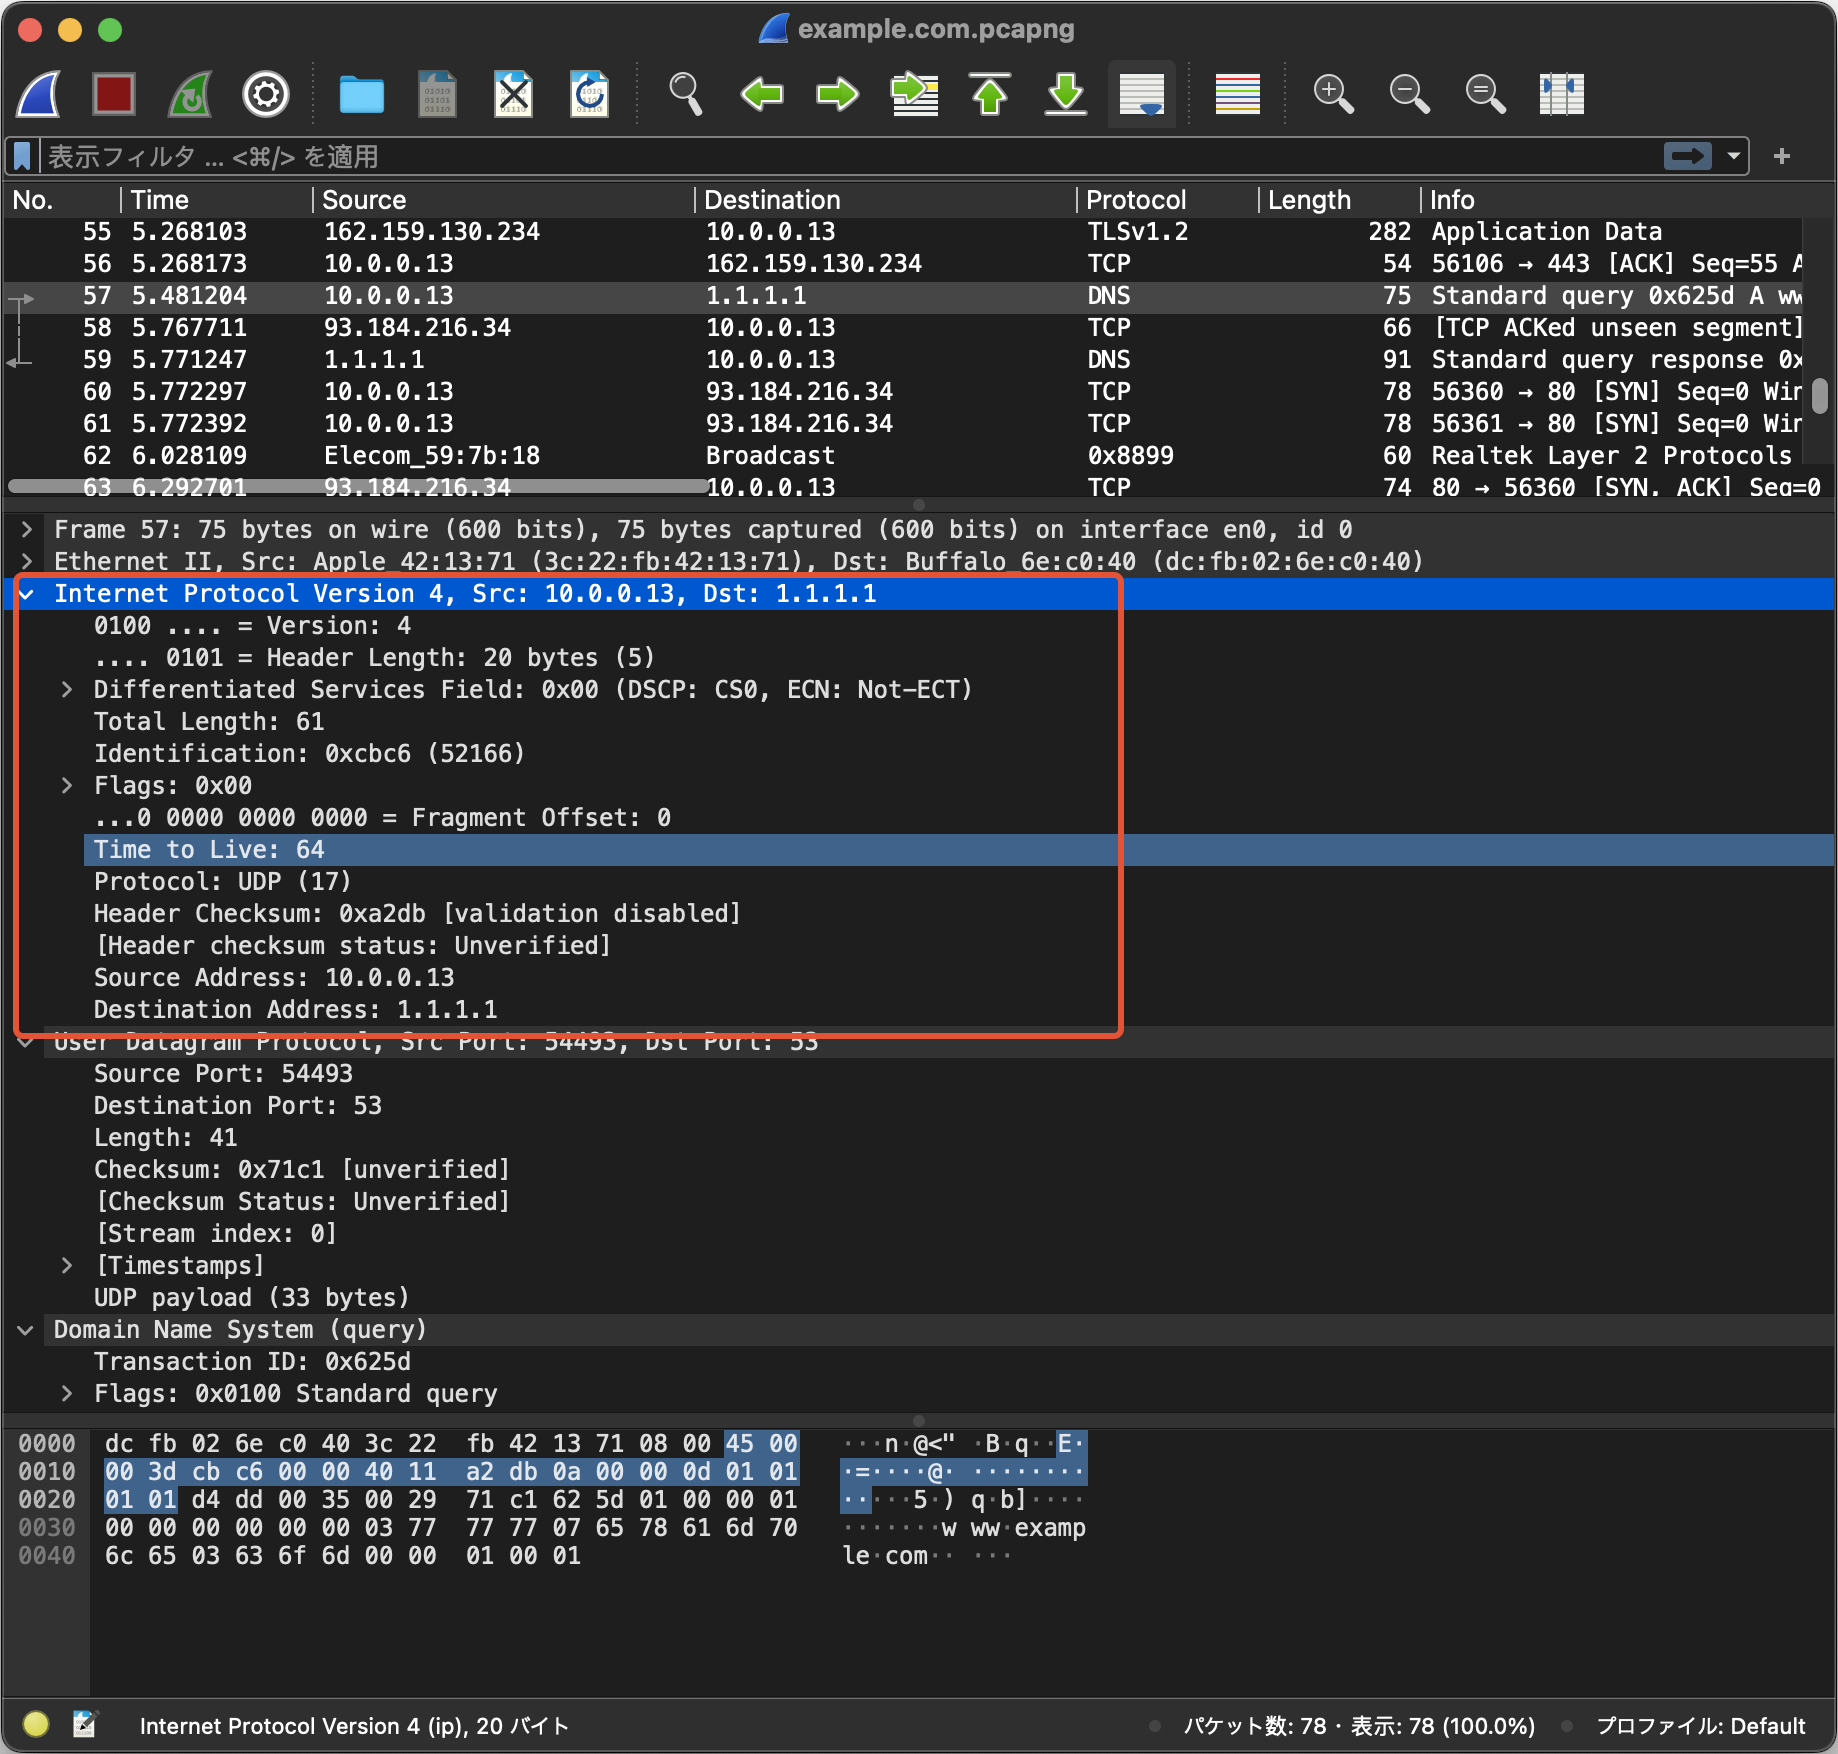 example.com.pcapng
表示フィルタ ... <⌘/> を適用
No. Time Source Destination Protocol Length Info
55 5.268103 162.159.130.234 10.0.0.13 TLSv1.2 282 Application Data
56 5.268173 10.0.0.13 162.159.130.234 TCP 54 56106 → 443 [ACK] Seq=55 A
57 5.481204 10.0.0.13 1.1.1.1 DNS 75 Standard query 0x625d A ww
58 5.767711 93.184.216.34 10.0.0.13 TCP 66 [TCP ACKed unseen segment]
59 5.771247 1.1.1.1 10.0.0.13 DNS 91 Standard query response 0x
60 5.772297 10.0.0.13 93.184.216.34 TCP 78 56360 → 80 [SYN] Seq=0 Win
61 5.772392 10.0.0.13 93.184.216.34 TCP 78 56361 → 80 [SYN] Seq=0 Win
62 6.028109 Elecom_59:7b:18 Broadcast 0x8899 60 Realtek Layer 2 Protocols
63 6.292701 93.184.216.34 10.0.0.13 TCP 74 80 → 56360 [SYN, ACK] Seq=0
Frame 57: 75 bytes on wire (600 bits), 75 bytes captured (600 bits) on interface en0, id 0
Ethernet II, Src: Apple_42:13:71 (3c:22:fb:42:13:71), Dst: Buffalo_6e:c0:40 (dc:fb:02:6e:c0:40)
Internet Protocol Version 4, Src: 10.0.0.13, Dst: 1.1.1.1
0100 .... = Version: 4
.... 0101 = Header Length: 20 bytes (5)
Differentiated Services Field: 0x00 (DSCP: CS0, ECN: Not-ECT)
Total Length: 61
Identification: 0xcbc6 (52166)
Flags: 0x00
...0 0000 0000 0000 = Fragment Offset: 0
Time to Live: 64
Protocol: UDP (17)
Header Checksum: 0xa2db [validation disabled]
[Header checksum status: Unverified]
Source Address: 10.0.0.13
Destination Address: 1.1.1.1
User Datagram Protocol, Src Port: 54493, Dst Port: 53
Source Port: 54493
Destination Port: 53
Length: 41
Checksum: 0x71c1 [unverified]
[Checksum Status: Unverified]
[Stream index: 0]
[Timestamps]
UDP payload (33 bytes)
Domain Name System (query)
Transaction ID: 0x625d
Flags: 0x0100 Standard query
0000 dc fb 02 6e c0 40 3c 22 fb 42 13 71 08 00 45 00 ···n·@<" ·B·q··E·
0010 00 3d cb c6 00 00 40 11 a2 db 0a 00 00 0d 01 01 ·=····@· ········
0020 01 01 d4 dd 00 35 00 29 71 c1 62 5d 01 00 00 01 ·····5·) q·b]····
0030 00 00 00 00 00 00 03 77 77 77 07 65 78 61 6d 70 ·······w ww·examp
0040 6c 65 03 63 6f 6d 00 00 01 00 01 le·com·· ···
Internet Protocol Version 4 (ip), 20 バイト パケット数: 78 · 表示: 78 (100.0%) プロファイル: Default